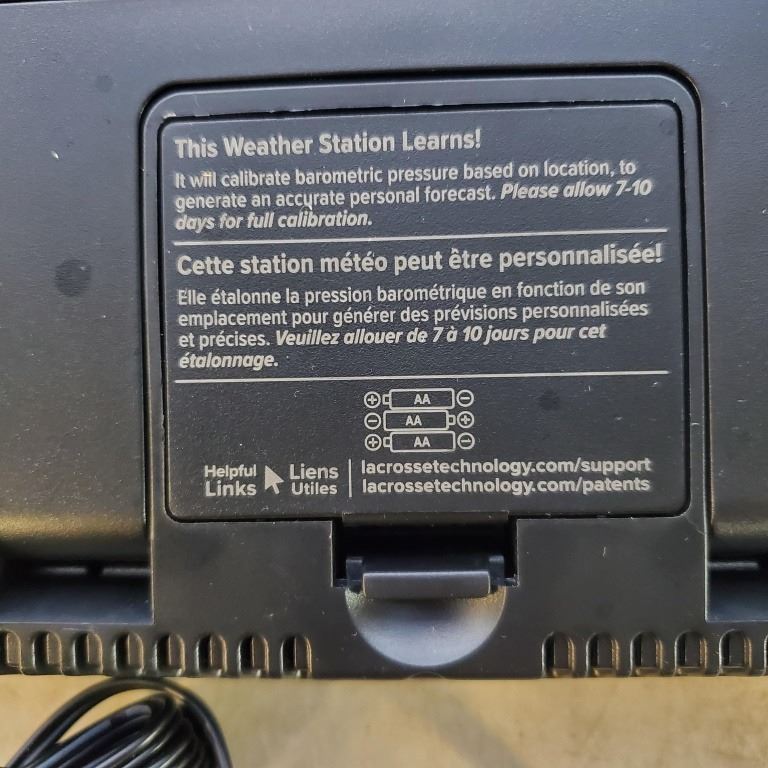 This Weather Station Learns!
It will calibrate barometric pressure based on location, to
generate an accurate personal forecast. Please allow 7-10
days for full calibration.
Cette station météo peut être personnalisée!
Elle étalonne la pression barométrique en fonction de son
emplacement pour générer des prévisions personnalisées
et précises. Veuillez allouer de 7 à 10 jours pour cet
étalonnage.
AA
AA
AA
Helpful Links
Liens Utiles
lacrossetechnology.com/support
lacrossetechnology.com/patents